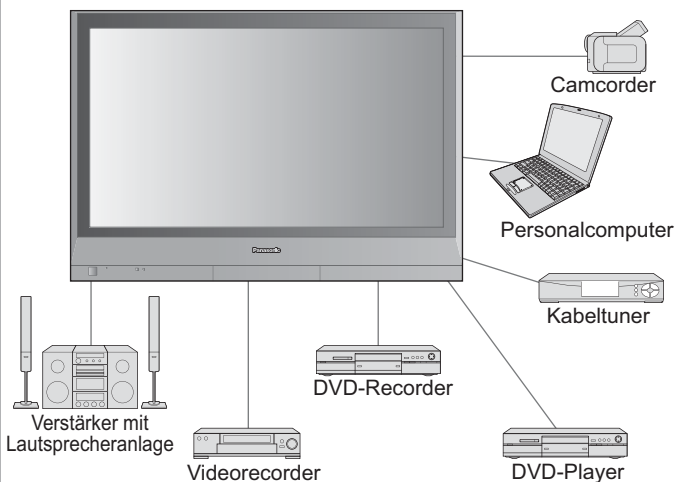 Camcorder
Personalcomputer
Panasonic
Kabeltuner
DVD-Recorder
Verstärker mit
Lautsprecheranlage
Videorecorder
DVD-Player